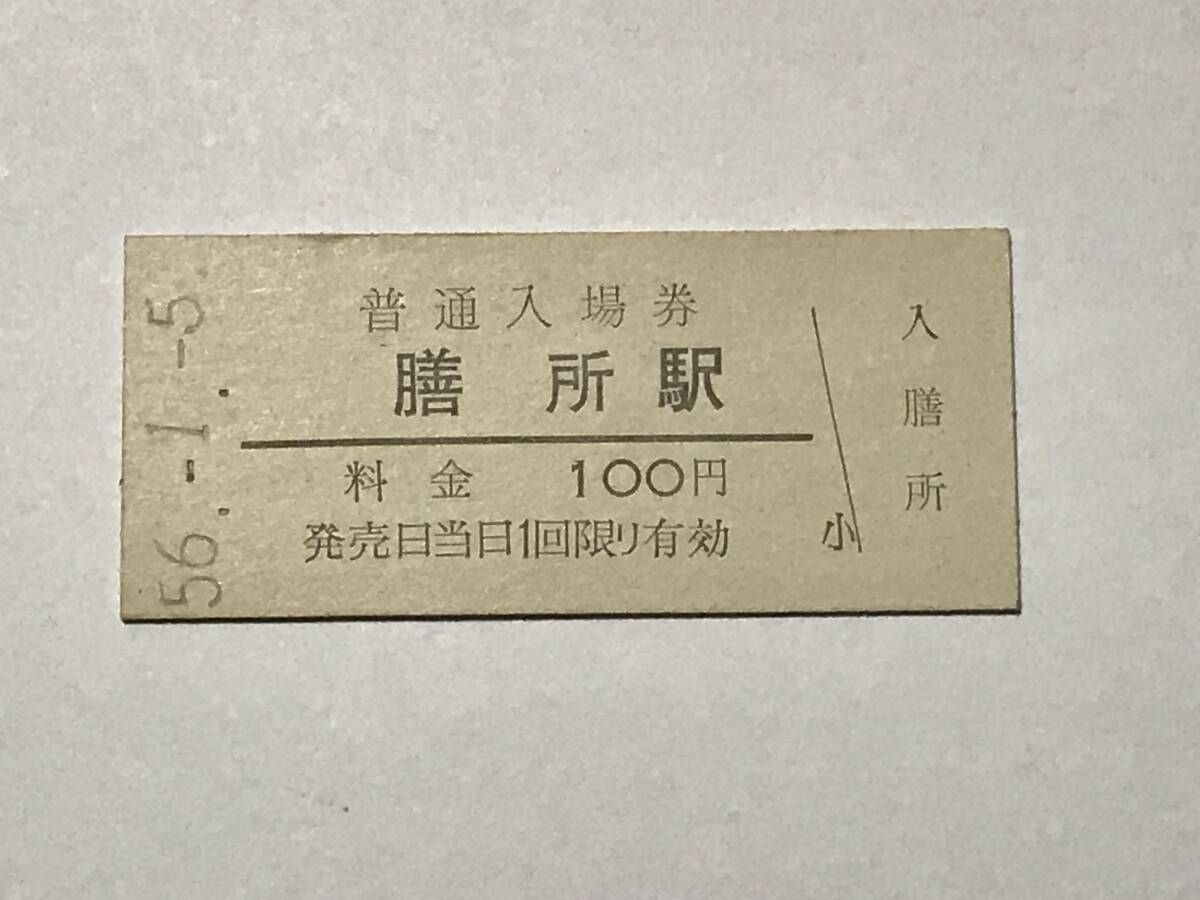 普通入場券
膳所駅
料金 100円
発売日当日1回限り有効
小
入膳所
56.-1.-5